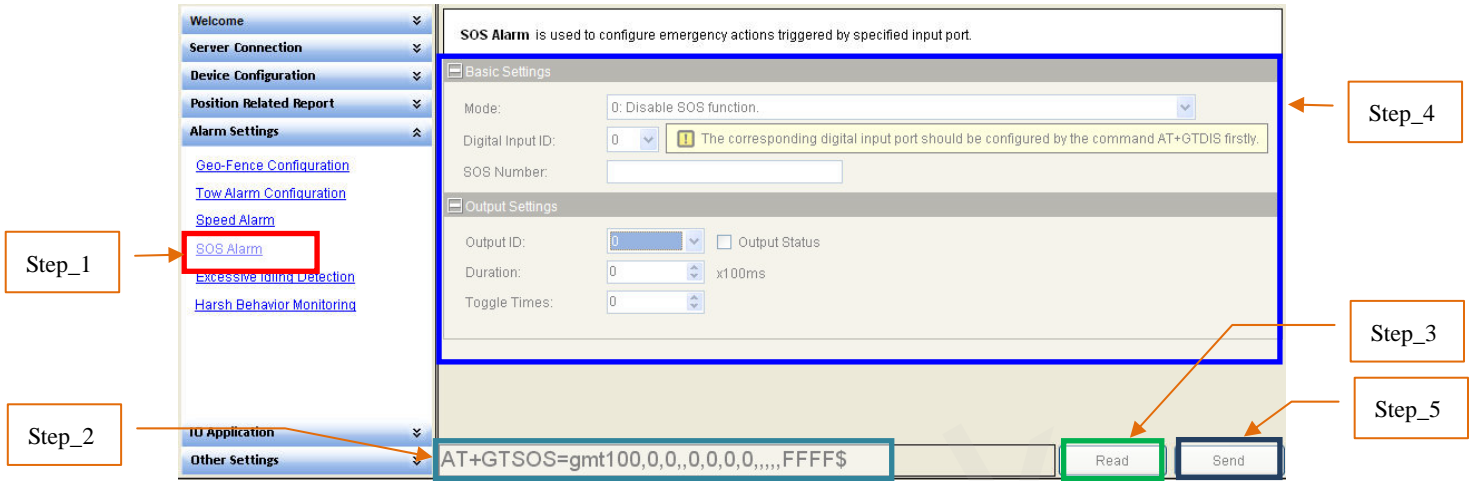 Welcome
Server Connection
Device Configuration
Position Related Report
Alarm Settings
Geo-Fence Configuration
Tow Alarm Configuration
Speed Alarm
SOS Alarm
Excessive Idling Detection
Harsh Behavior Monitoring
IO Application
Other Settings
SOS Alarm is used to configure emergency actions triggered by specified input port.
Basic Settings
Mode: 0: Disable SOS function.
Digital Input ID: 0 The corresponding digital input port should be configured by the command AT+GTDIS firstly.
SOS Number:
Output Settings
Output ID: 0 Output Status
Duration: 0 x100ms
Toggle Times: 0
AT+GTSOS=gmt100,0,0,,0,0,0,0,,,,,FFFF$
Read
Send
Step_1
Step_2
Step_3
Step_4
Step_5